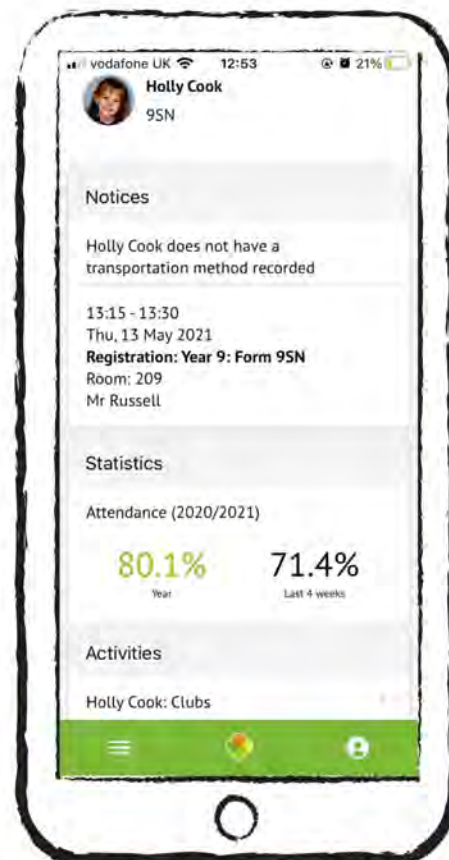 vodafone UK 12:53 21%
Holly Cook
9SN
Notices
Holly Cook does not have a
transportation method recorded
13:15 - 13:30
Thu, 13 May 2021
Registration: Year 9: Form 9SN
Room: 209
Mr Russell
Statistics
Attendance (2020/2021)
80.1% 71.4%
Year Last 4 weeks
Activities
Holly Cook: Clubs